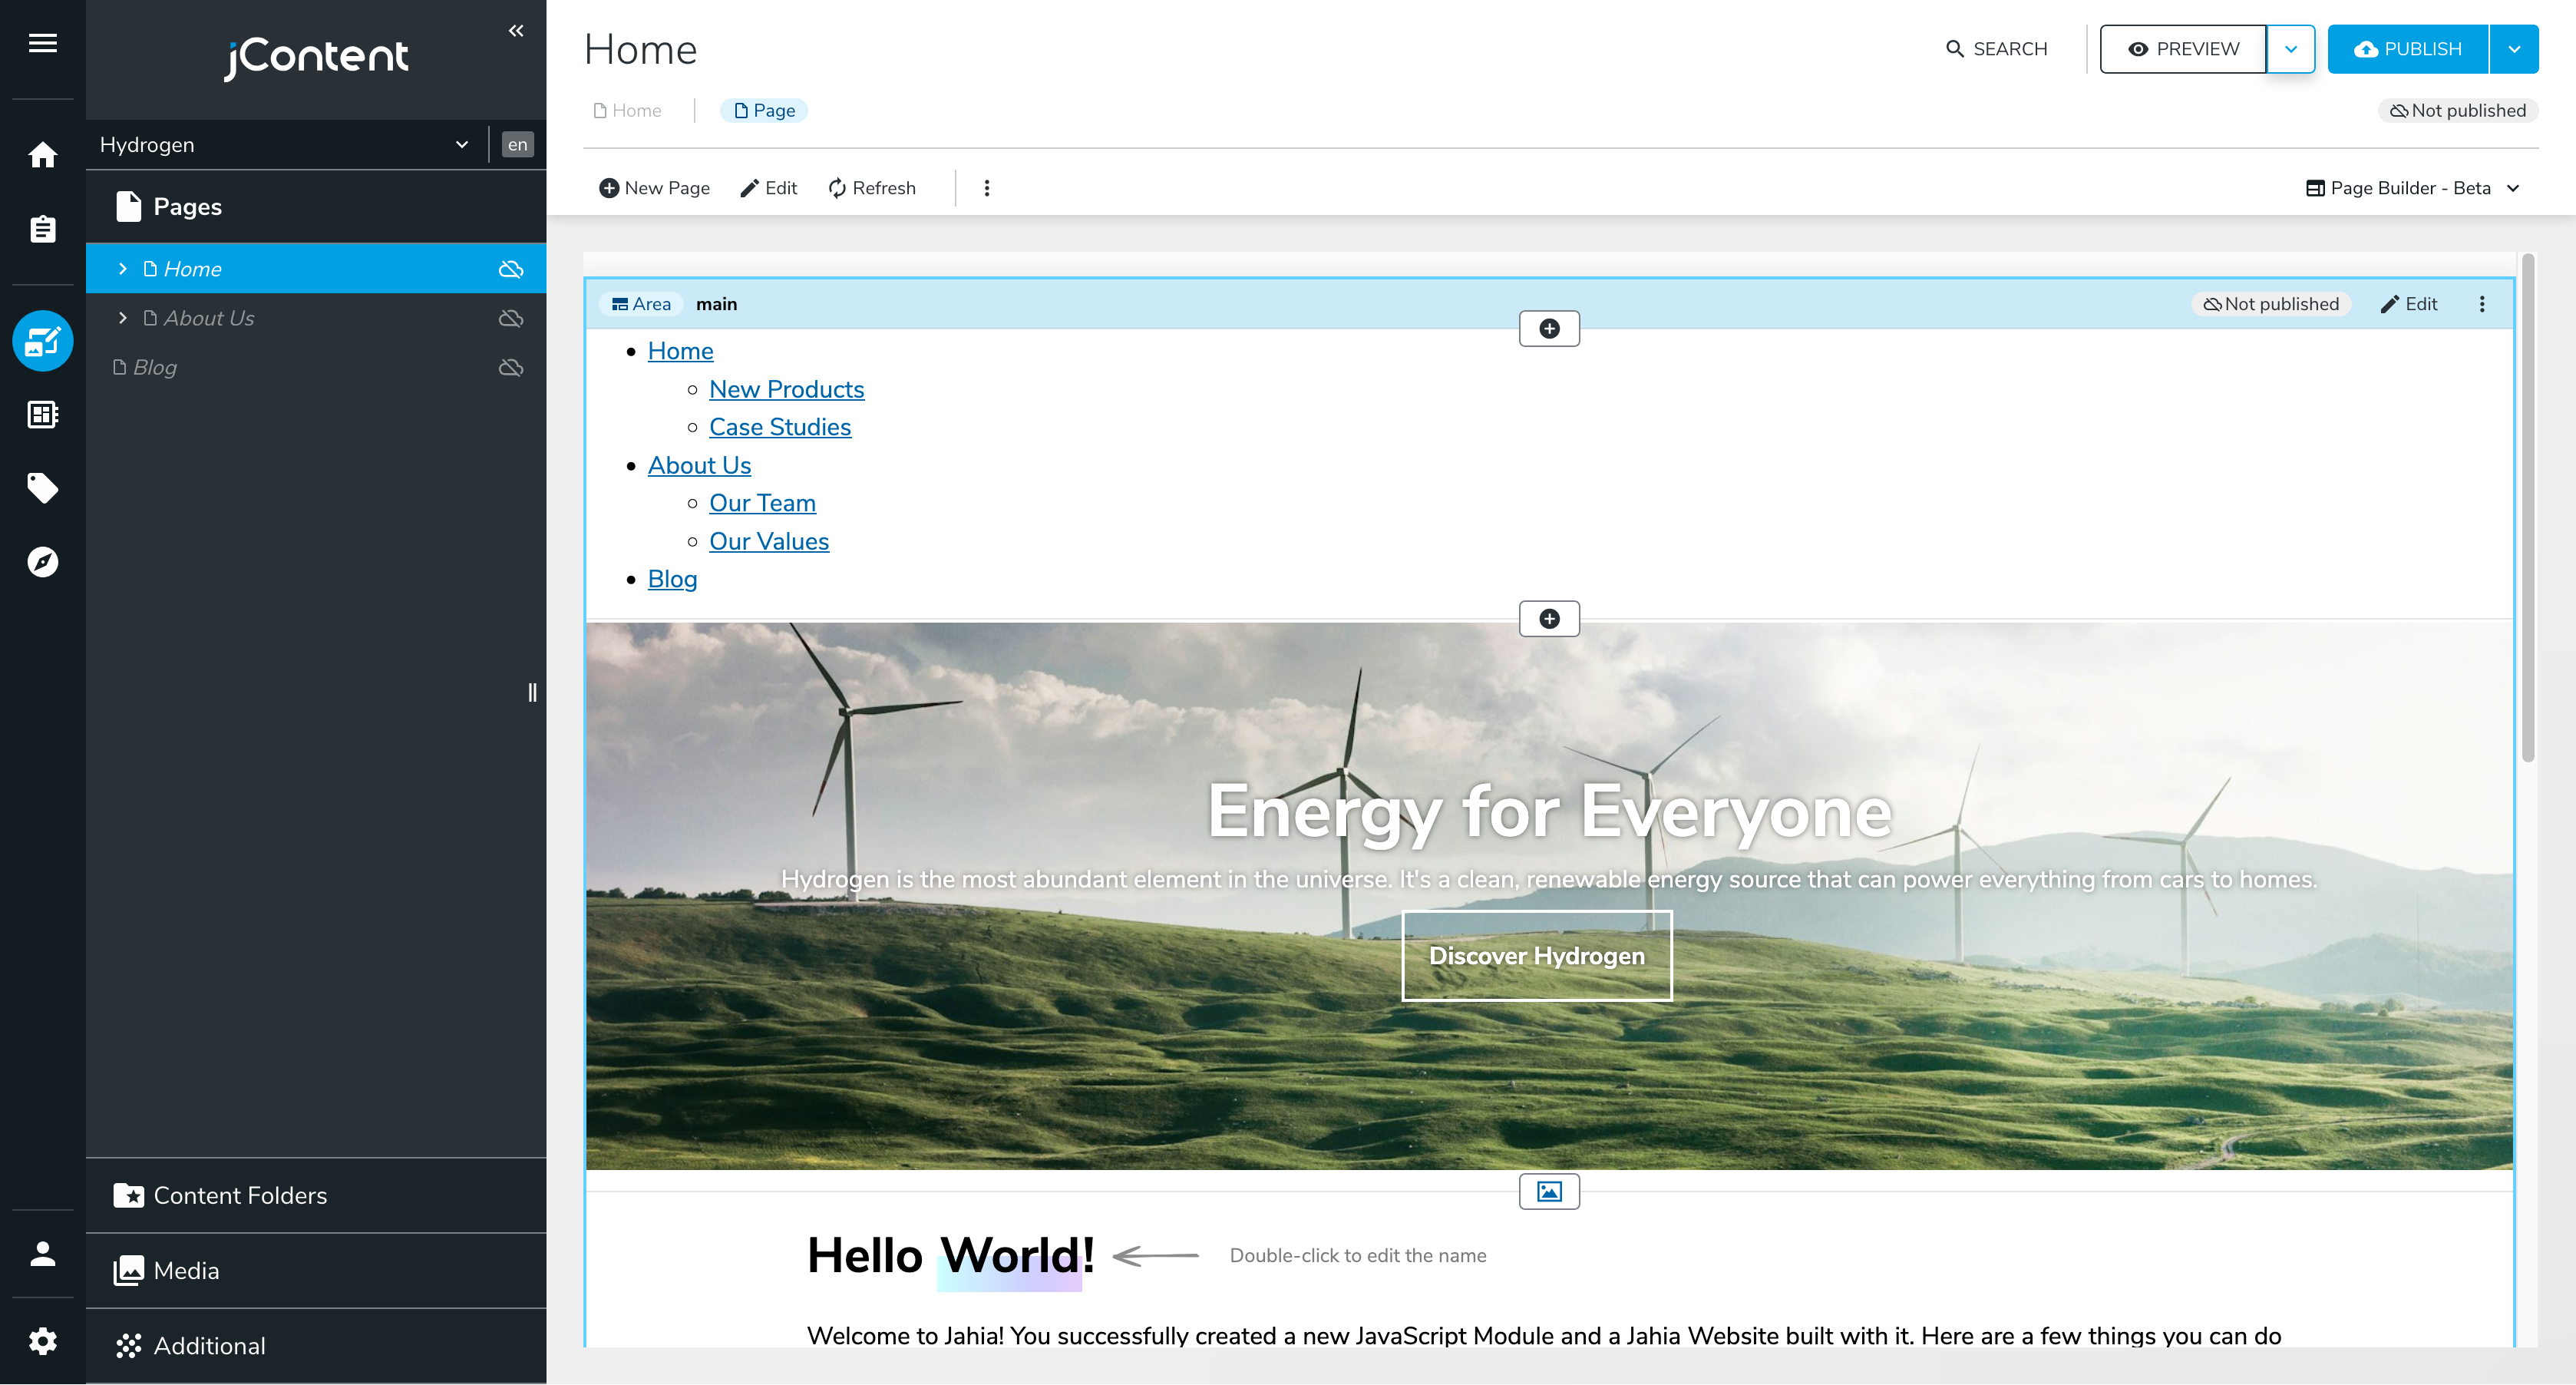 jContent
Hydrogen
en
Pages
Home
About Us
Blog
Content Folders
Media
Additional
Home
SEARCH
PREVIEW
PUBLISH
Home
Page
Not published
New Page
Edit
Refresh
Page Builder - Beta
Area
main
Not published
Edit
Home
New Products
Case Studies
About Us
Our Team
Our Values
Blog
Energy for Everyone
Hydrogen is the most abundant element in the universe. It's a clean, renewable energy source that can power everything from cars to homes.
Discover Hydrogen
Hello World!
Double-click to edit the name
Welcome to Jahia! You successfully created a new JavaScript Module and a Jahia Website built with it. Here are a few things you can do